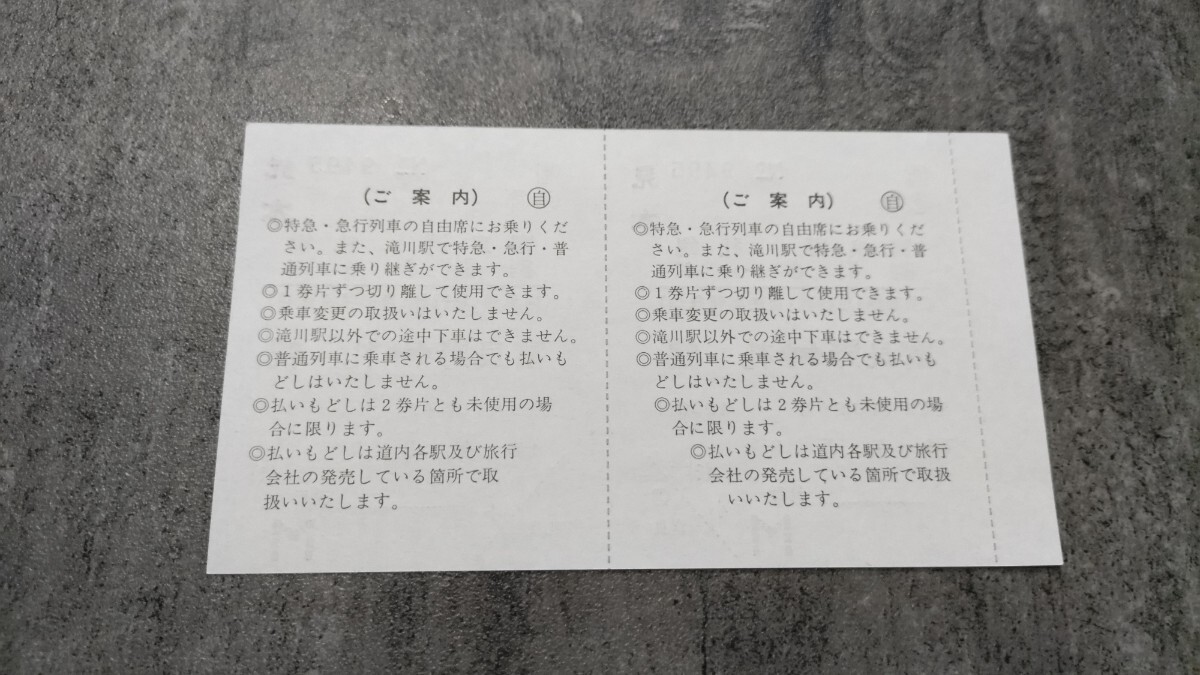 (ご案内) ㉂
◎特急・急行列車の自由席にお乗りくだ
さい。また、滝川駅で特急・急行・普
通列車に乗り継ぎができます。
◎1券片ずつ切り離して使用できます。
◎乗車変更の取扱いはいたしません。
◎滝川駅以外での途中下車はできません。
◎普通列車に乗車される場合でも払いも
どしはいたしません。
◎払いもどしは2券片とも未使用の場
合に限ります。
◎払いもどしは道内各駅及び旅行
会社の発売している箇所で取
扱いいたします。
(ご案内) ㉂
◎特急・急行列車の自由席にお乗りくだ
さい。また、滝川駅で特急・急行・普
通列車に乗り継ぎができます。
◎1券片ずつ切り離して使用できます。
◎乗車変更の取扱いはいたしません。
◎滝川駅以外での途中下車はできません。
◎普通列車に乗車される場合でも払いも
どしはいたしません。
◎払いもどしは2券片とも未使用の場
合に限ります。
◎払いもどしは道内各駅及び旅行
会社の発売している箇所で取扱
いいたします。